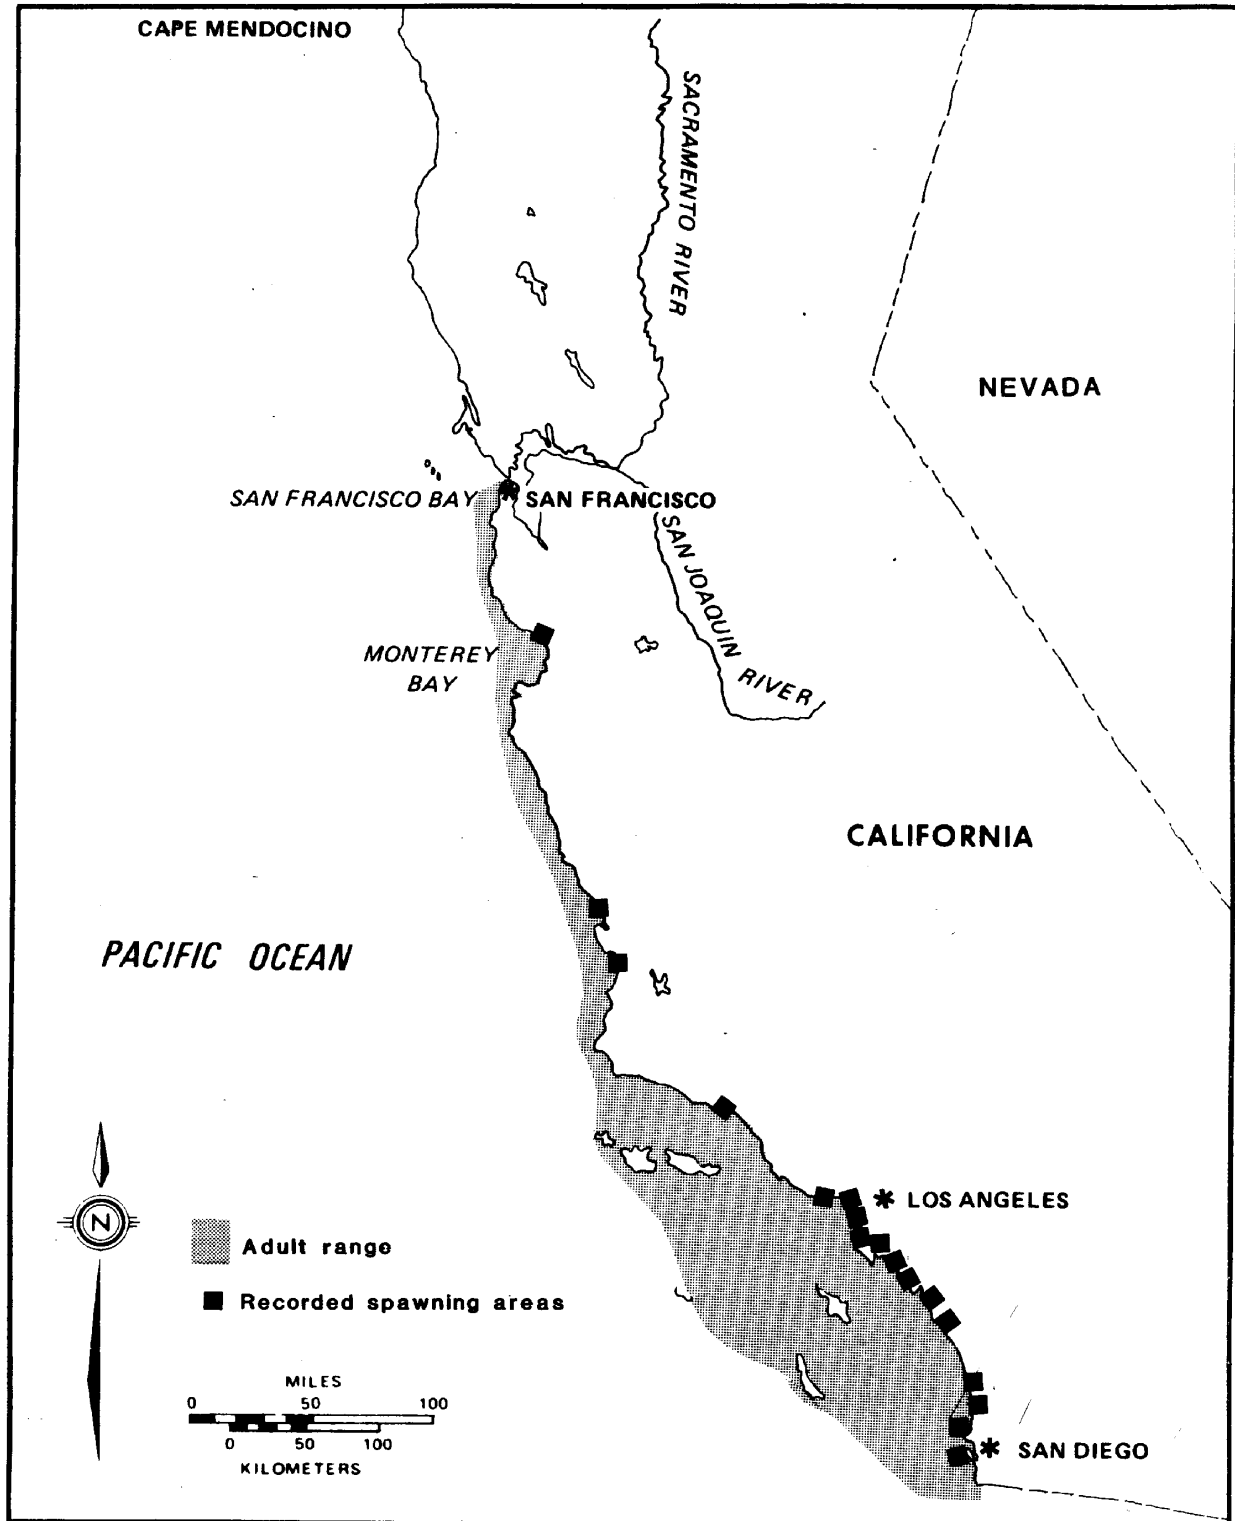 CAPE MENDOCINO
SACRAMENTO RIVER
NEVADA
SAN FRANCISCO BAY
SAN FRANCISCO
SAN JOAQUIN RIVER
MONTEREY
BAY
CALIFORNIA
PACIFIC OCEAN
LOS ANGELES
N
Adult range
Recorded spawning areas
MILES
0 50 100
0 50 100
KILOMETERS
SAN DIEGO